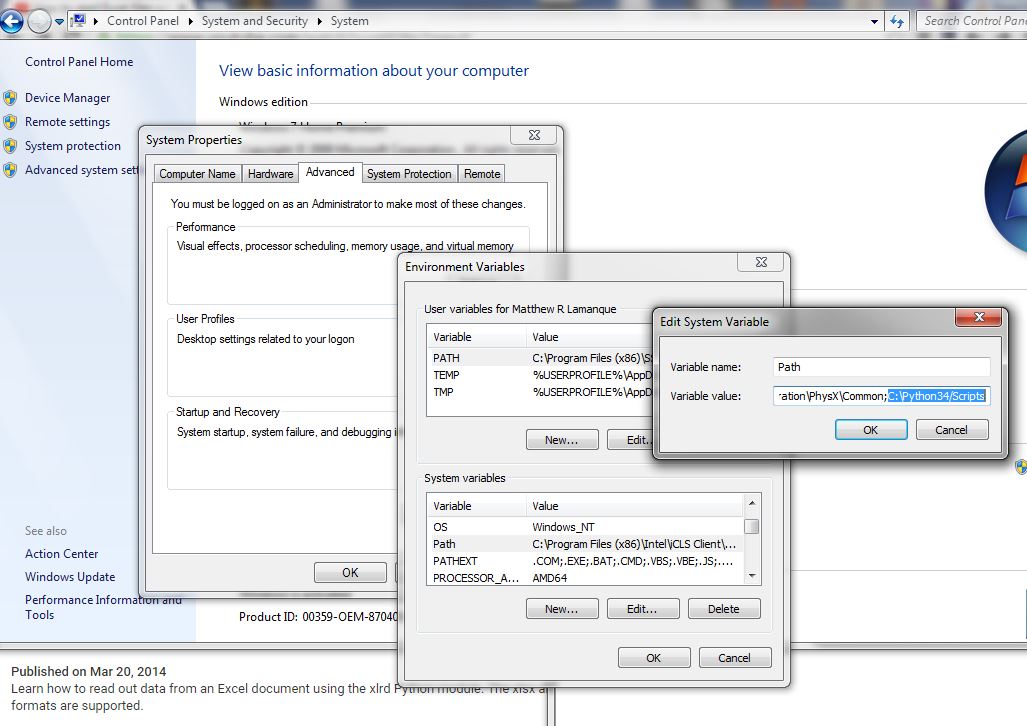 Control Panel ▸ System and Security ▸ System
Search Control Pane
Control Panel Home
Device Manager
Remote settings
System protection
Advanced system sett
View basic information about your computer
Windows edition
System Properties
Computer Name
Hardware
Advanced
System Protection
Remote
You must be logged on as an Administrator to make most of these changes.
Performance
Visual effects, processor scheduling, memory usage, and virtual memory
User Profiles
Desktop settings related to your logon
Startup and Recovery
System startup, system failure, and debugging i
OK
Environment Variables
User variables for Matthew R Lamanque
Variable Value
PATH C:\Program Files (x86)\S
TEMP %USERPROFILE%\AppD
TMP %USERPROFILE%\AppD
New... Edit..
System variables
Variable Value
OS Windows_NT
Path C:\Program Files (x86)\Intel\iCLS Client\...
PATHEXT .COM;.EXE;.BAT;.CMD;.VBS;.VBE;.JS;....
PROCESSOR_A... AMD64
New... Edit... Delete
OK Cancel
Edit System Variable
Variable name: Path
Variable value: ration\PhysX\Common;C:\Python34/Scripts
OK Cancel
See also
Action Center
Windows Update
Performance Information and
Tools
Product ID: 00359-OEM-87040
Published on Mar 20, 2014
Learn how to read out data from an Excel document using the xlrd Python module. The xlsx a
formats are supported.